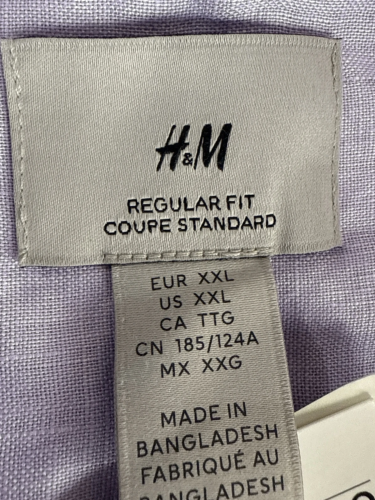 H&M
REGULAR FIT
COUPE STANDARD
EUR XXL
US XXL
CA TTG
CN 185/124A
MX XXG
MADE IN
BANGLADESH
FABRIQUÉ AU
BANGLADESH